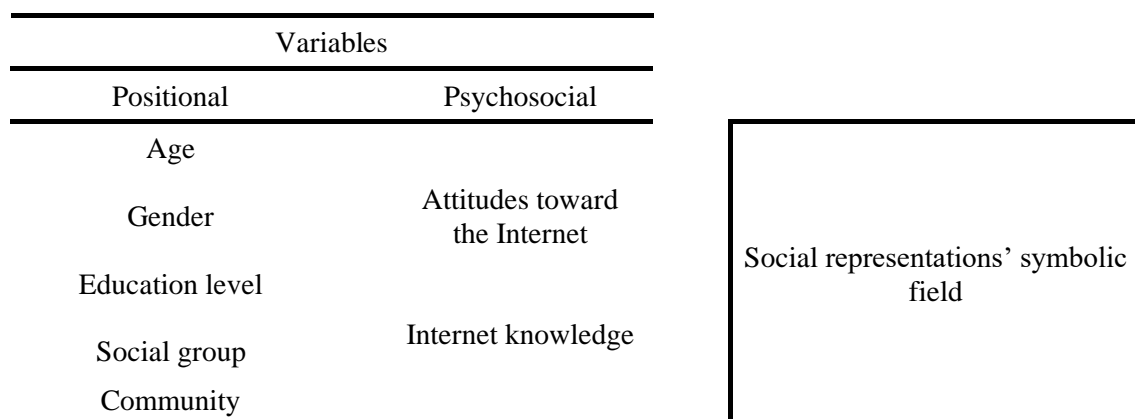 Variables
Positional Psychosocial
Age
Attitudes toward
Gender
the Internet
Social representations’ symbolic
field
Education level
Internet knowledge
Social group
Community